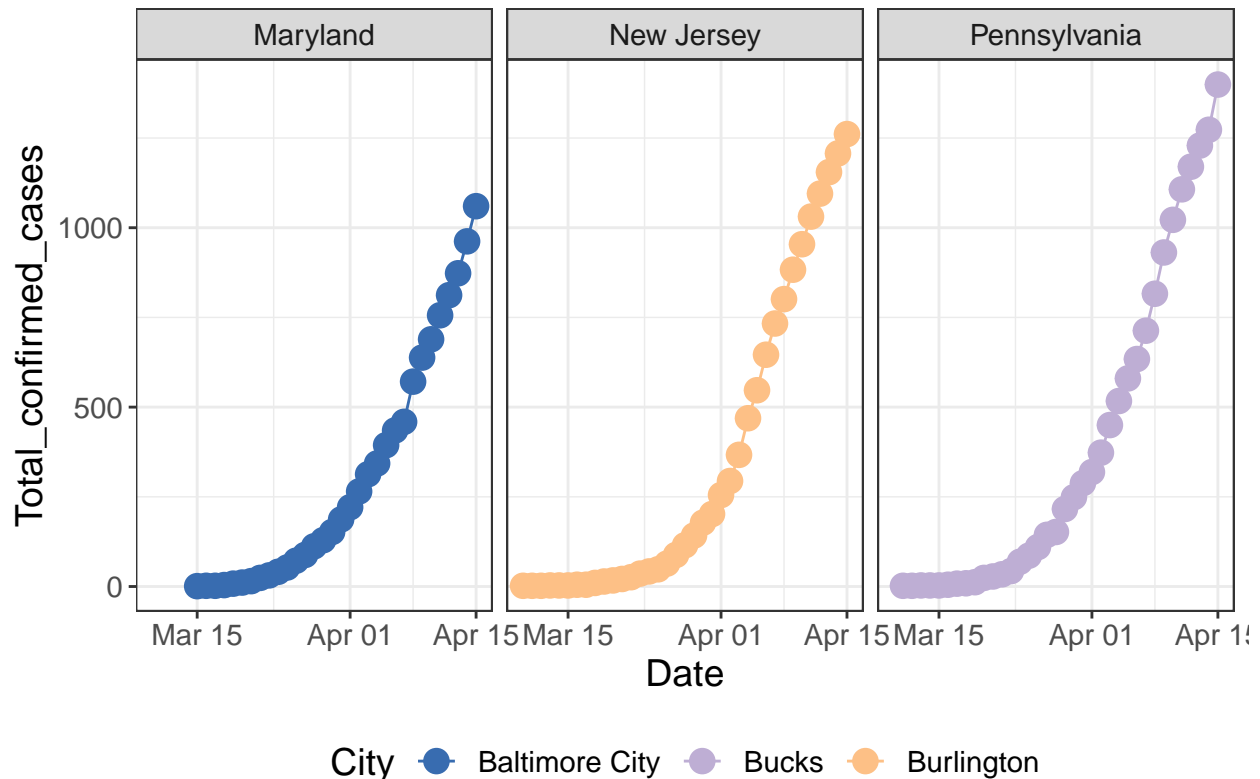 Maryland New Jersey Pennsylvania
Total_confirmed_cases
1000
500
0
Mar 15 Apr 01 Apr 15 Mar 15 Apr 01 Apr 15 Mar 15 Apr 01 Apr 15
Date
City Baltimore City Bucks Burlington